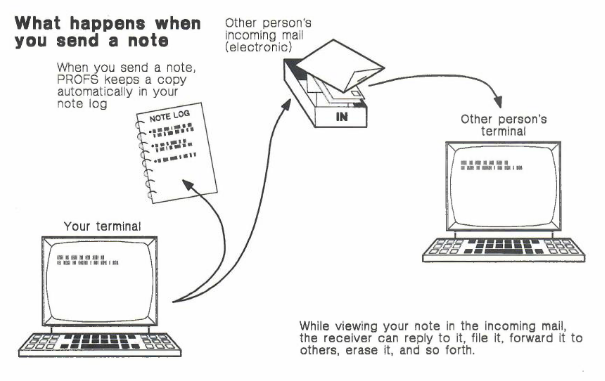 What happens when
you send a note
When you send a note,
PROFS keeps a copy
automatically in your
note log
NOTE LOG
Other person's
incoming mail
(electronic)
IN
Other person's
terminal
Your terminal
While viewing your note in the incoming mail,
the receiver can reply to it, file it, forward it to
others, erase it, and so forth.